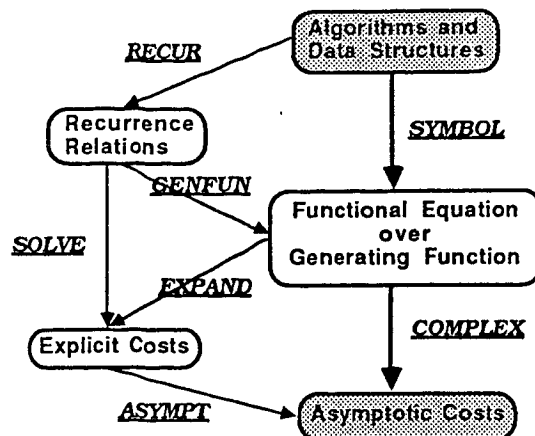 Algorithms and
Data Structures
RECUR
Recurrence
Relations
SYMBOL
GENFUN
Functional Equation
over
Generating Function
SOLVE
EXPAND
COMPLEX
Explicit Costs
ASYMPT
Asymptotic Costs